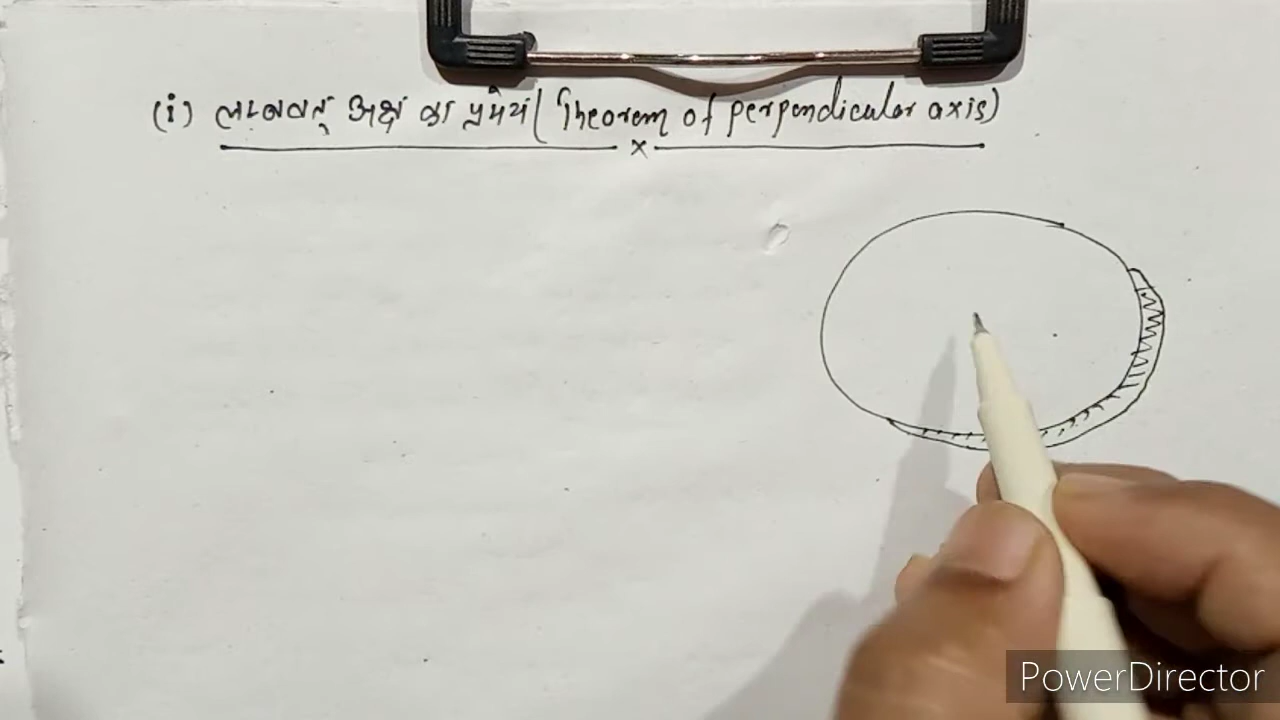 (i) लम्बवत् अक्ष का प्रमेय (Theorem of perpendicular axis)
PowerDirector